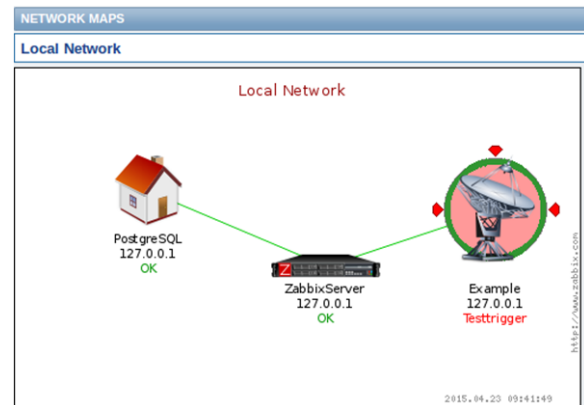 NETWORK MAPS
Local Network
Local Network
PostgreSQL
127.0.0.1
OK
Z
ZabbixServer
127.0.0.1
OK
Example
127.0.0.1
Testtrigger
http://www.zabbix.com
2015.04.23 09:41:49